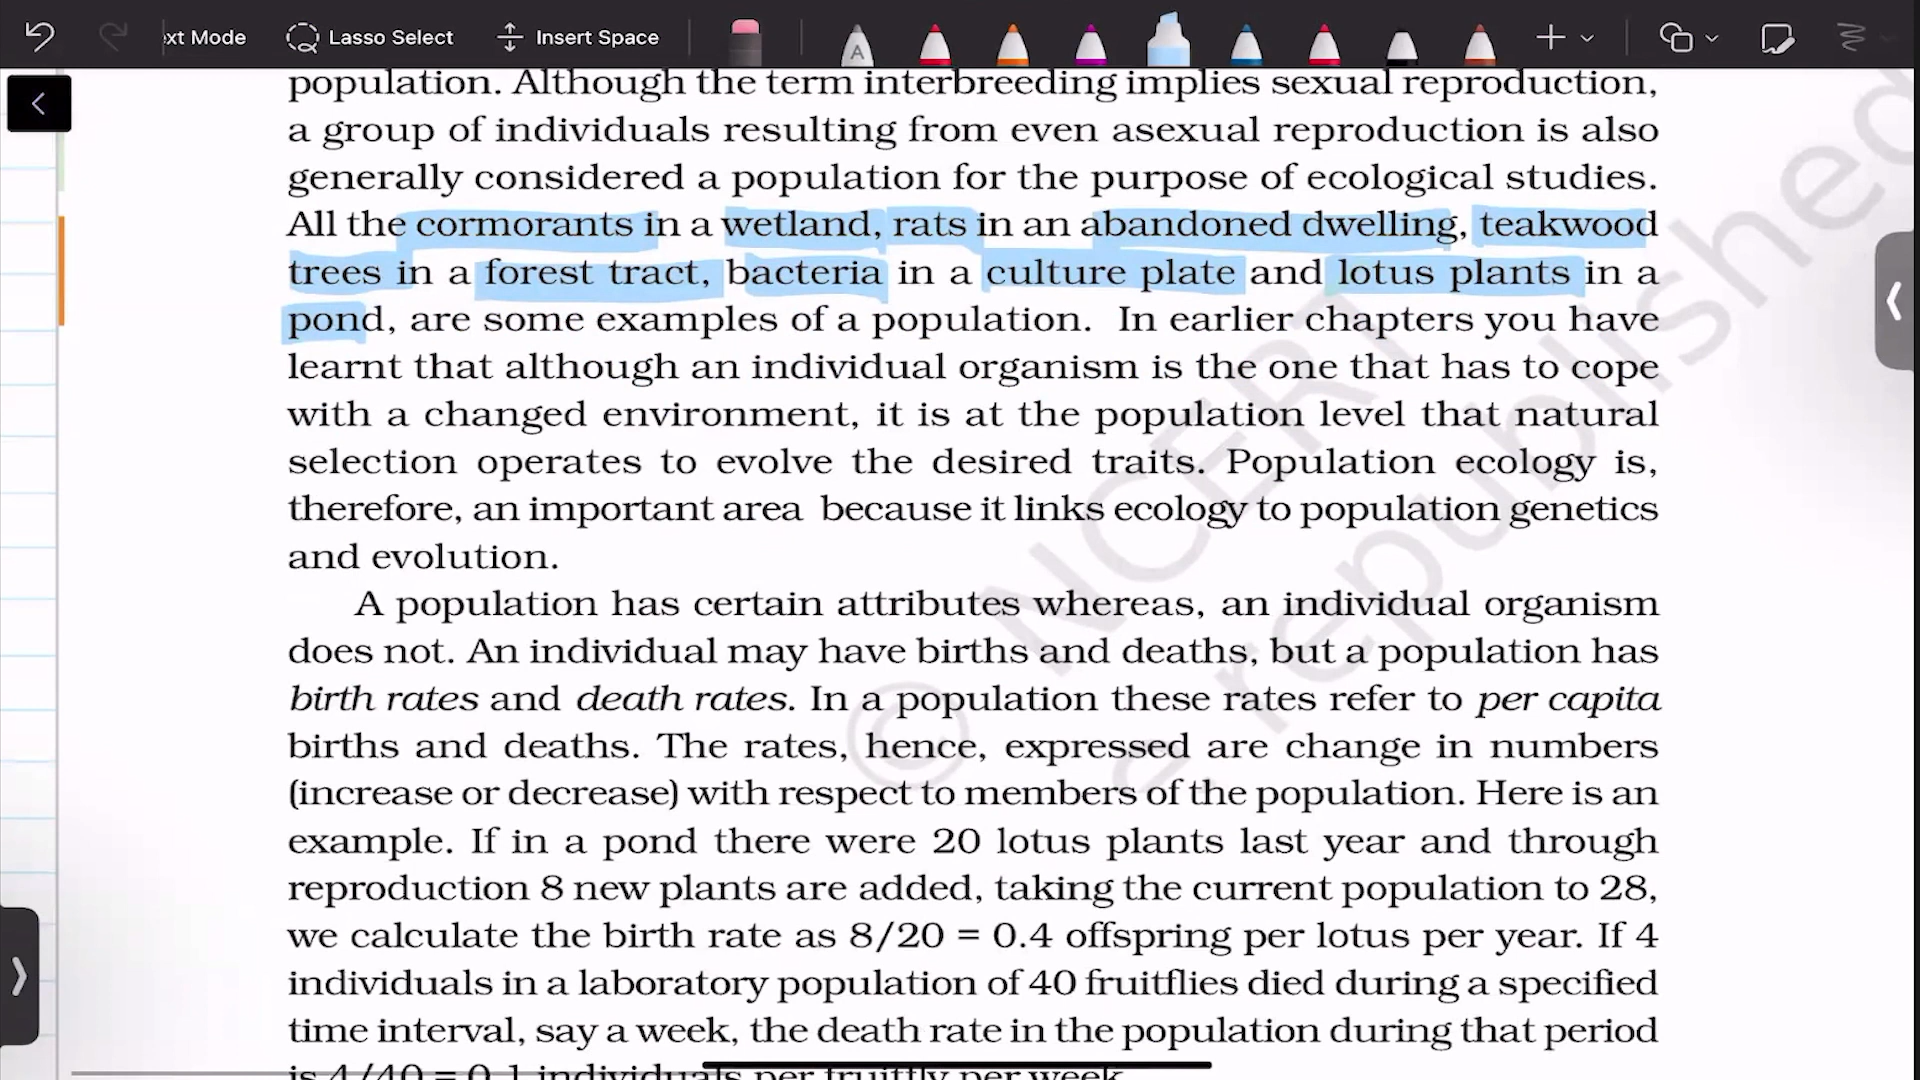 xt Mode
Lasso Select
Insert Space
A
population. Although the term interbreeding implies sexual reproduction,
a group of individuals resulting from even asexual reproduction is also
generally considered a population for the purpose of ecological studies.
All the cormorants in a wetland, rats in an abandoned dwelling, teakwood
trees in a forest tract, bacteria in a culture plate and lotus plants in a
pond, are some examples of a population. In earlier chapters you have
learnt that although an individual organism is the one that has to cope
with a changed environment, it is at the population level that natural
selection operates to evolve the desired traits. Population ecology is,
therefore, an important area because it links ecology to population genetics
and evolution.
A population has certain attributes whereas, an individual organism
does not. An individual may have births and deaths, but a population has
birth rates and death rates. In a population these rates refer to per capita
births and deaths. The rates, hence, expressed are change in numbers
(increase or decrease) with respect to members of the population. Here is an
example. If in a pond there were 20 lotus plants last year and through
reproduction 8 new plants are added, taking the current population to 28,
we calculate the birth rate as 8/20 = 0.4 offspring per lotus per year. If 4
individuals in a laboratory population of 40 fruitflies died during a specified
time interval, say a week, the death rate in the population during that period
is 4/40 = 0.1 individuals per fruitfly per week.
© NCERT
republished